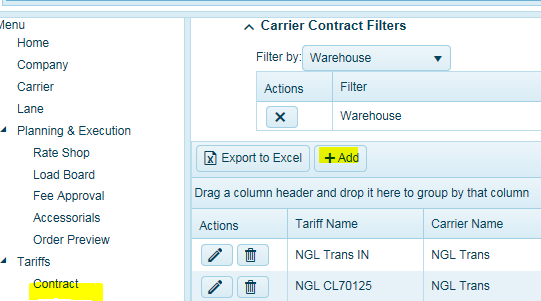 Menu
Home
Company
Carrier
Lane
Planning & Execution
Rate Shop
Load Board
Fee Approval
Accessorials
Order Preview
Tariffs
Contract
Carrier Contract Filters
Filter by: Warehouse
Actions Filter
Warehouse
Export to Excel + Add
Drag a column header and drop it here to group by that column
Actions Tariff Name Carrier Name
NGL Trans IN NGL Trans
NGL CL70125 NGL Trans